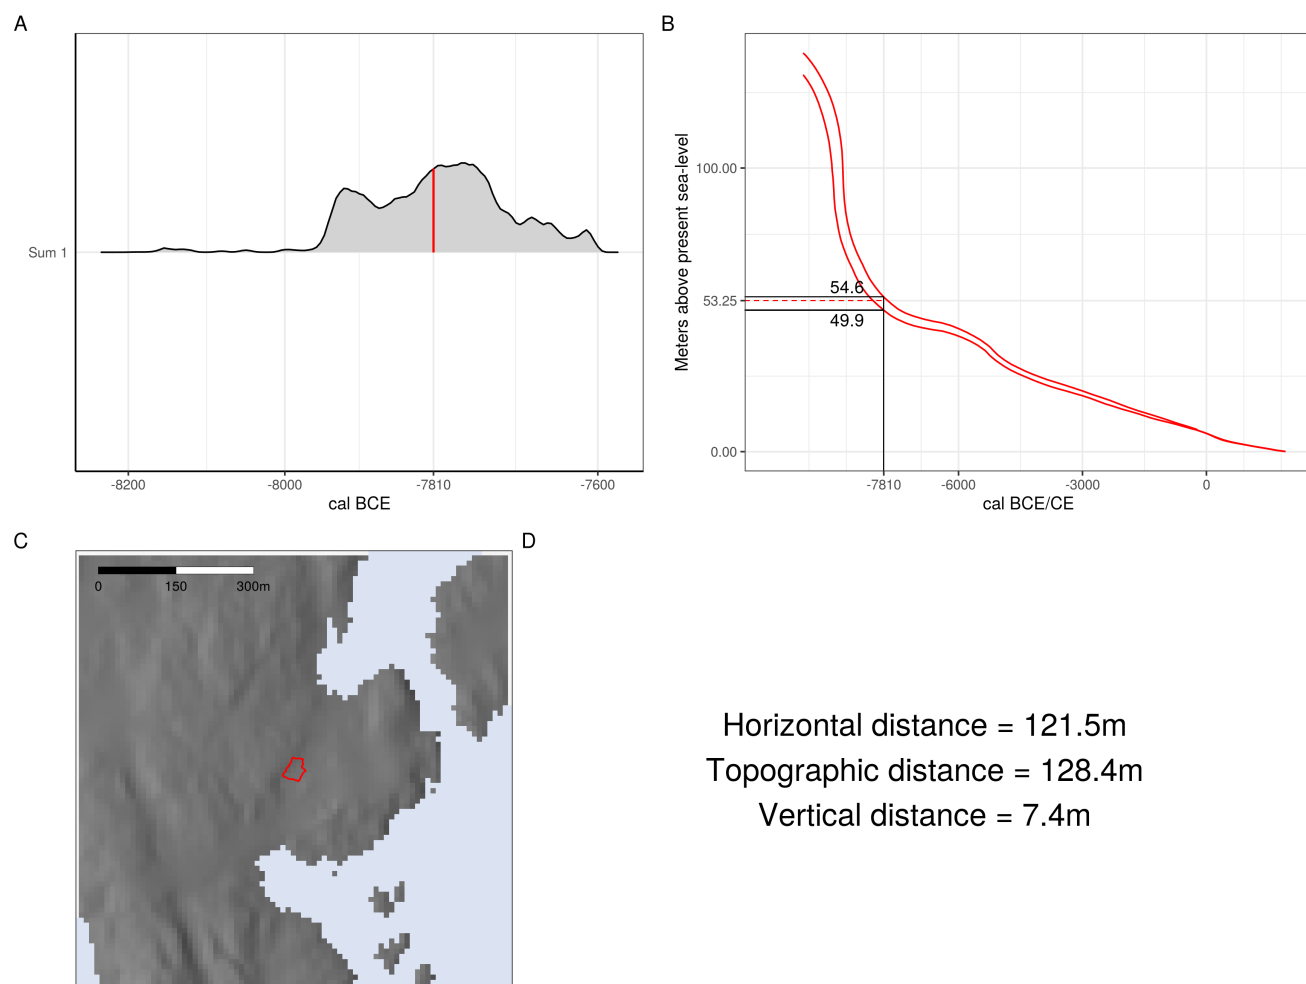 A
Sum 1
-8200
-8000
-7810
-7600
cal BCE
B
Meters above present sea-level
100.00
53.25
0.00
54.6
49.9
-7810
-6000
-3000
0
cal BCE/CE
C
0
150
300m
D
Horizontal distance = 121.5m
Topographic distance = 128.4m
Vertical distance = 7.4m